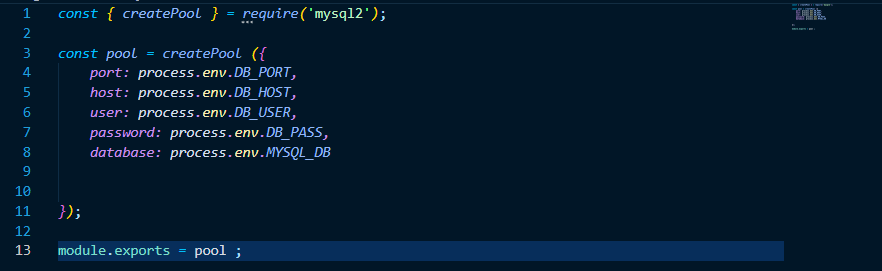 1 const { createPool } = require('mysql2');
2
3 const pool = createPool ({
4 port: process.env.DB_PORT,
5 host: process.env.DB_HOST,
6 user: process.env.DB_USER,
7 password: process.env.DB_PASS,
8 database: process.env.MYSQL_DB
9
10
11 });
12
13 module.exports = pool ;